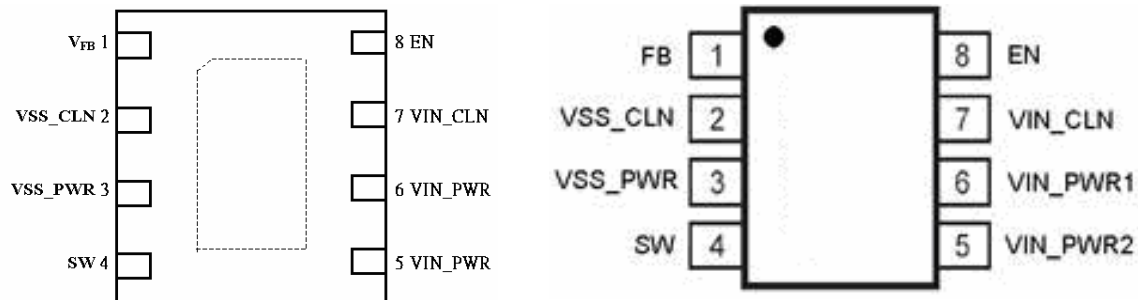 V_FB 1
VSS_CLN 2
VSS_PWR 3
SW 4
8 EN
7 VIN_CLN
6 VIN_PWR
5 VIN_PWR
FB 1
VSS_CLN 2
VSS_PWR 3
SW 4
8 EN
7 VIN_CLN
6 VIN_PWR1
5 VIN_PWR2